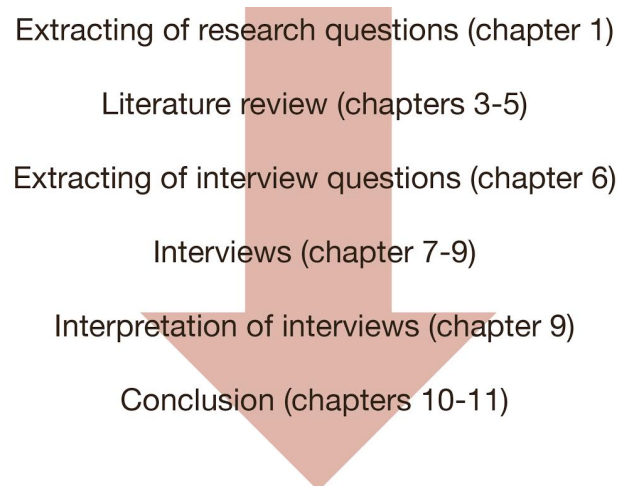 Extracting of research questions (chapter 1)
Literature review (chapters 3-5)
Extracting of interview questions (chapter 6)
Interviews (chapter 7-9)
Interpretation of interviews (chapter 9)
Conclusion (chapters 10-11)